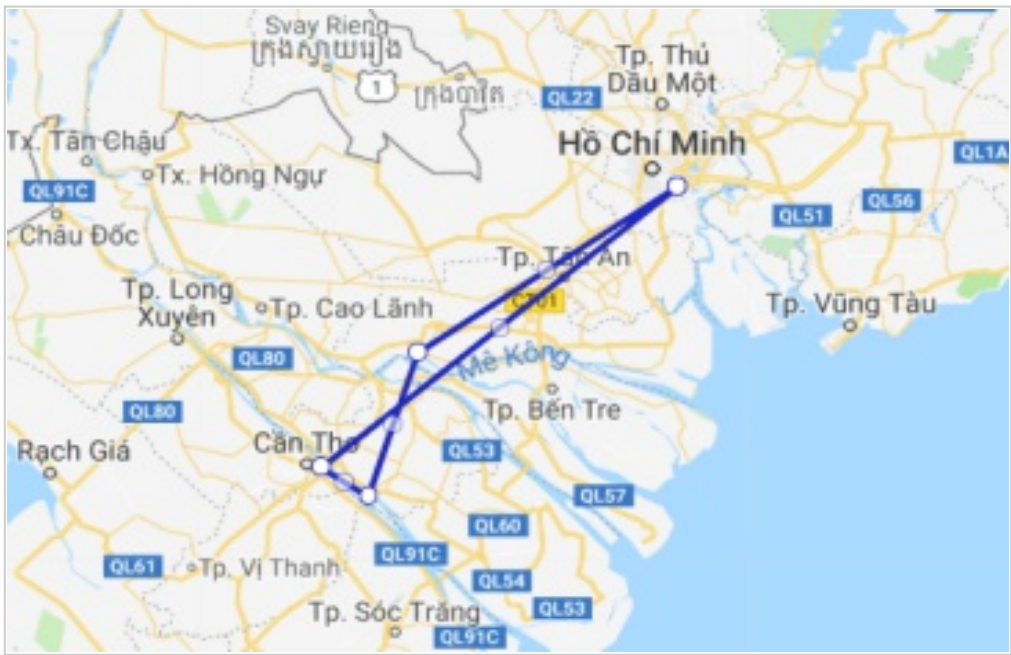 Svay Rieng
ក្រុងស្វាយរៀង
1
ក្រុងបាវិត
Tp. Thủ
Dầu Một
QL22
Hồ Chí Minh
QL1A
Tx. Tân Châu
Tx. Hồng Ngự
QL91C
Châu Đốc
QL51
QL56
Tp. Tân An
CT01
Tp. Long
Xuyên
Tp. Cao Lãnh
Tp. Vũng Tàu
QL80
Mê Kông
QL80
Tp. Bến Tre
Rạch Giá
Cần Thơ
QL53
QL57
QL60
QL91C
QL61
Tp. Vị Thanh
QL54
QL53
Tp. Sóc Trăng
QL91C